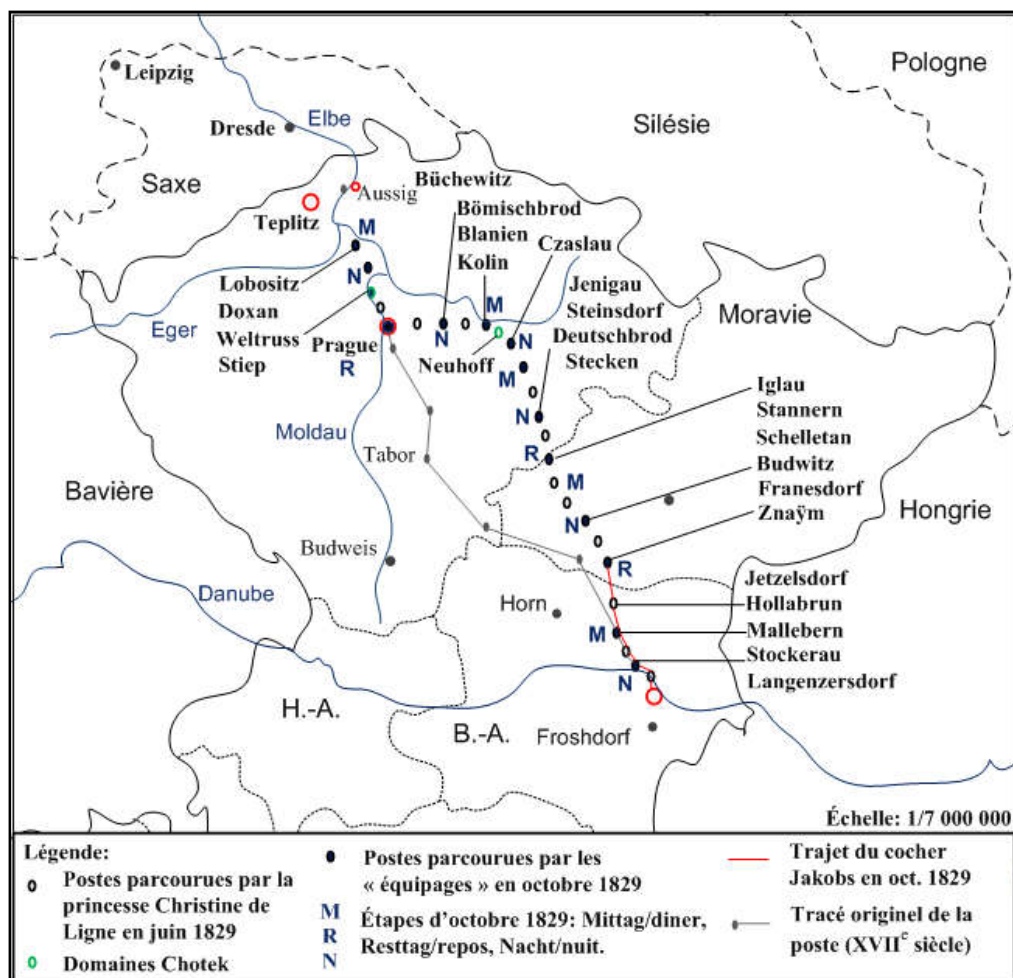 Pologne
Leipzig
Silésie
Elbe
Dresde
Saxe
Büchewitz
Aussig
Bömischbrod
Teplitz
M
Blanien
Czaslau
Kolin
N
Lobositz
Jenigau
Doxan
Steinsdorf
Moravie
Eger
M
Weltruss
Deutschbrod
N
Prague
Neuhoff
N
Stiep
Stecken
R
M
Iglau
N
Stannern
Moldau
R
Schelletan
Tabor
M
Budwitz
Bavière
Franesdorf
Hongrie
N
Znaÿm
Budweis
R
Jetzelsdorf
Danube
Horn
Hollabrun
M
Mallebern
Stockerau
N
Langenzersdorf
H.-A.
B.-A.
Froshdorf
Échelle: 1/7 000 000
Légende:
Postes parcourues par la
princesse Christine de
Ligne en juin 1829
Domaines Chotek
Postes parcourues par les
« équipages » en octobre 1829
M
R
N
Étapes d'octobre 1829: Mittag/diner,
Resttag/repos, Nacht/nuit.
Trajet du cocher
Jakobs en oct. 1829
Tracé originel de la
poste (XVIIe siècle)